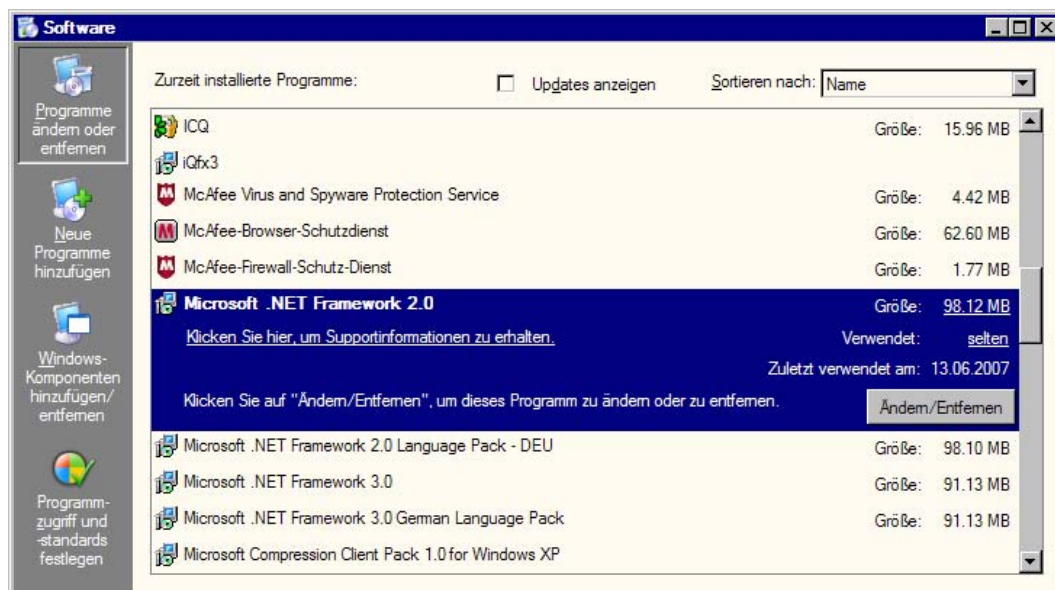 Software
Programme
ändern oder
entfernen
Neue
Programme
hinzufügen
Windows-
Komponenten
hinzufügen/
entfernen
Programm-
zugriff und
-standards
festlegen
Zurzeit installierte Programme: Updates anzeigen Sortieren nach: Name
ICQ Größe: 15.96 MB
iQfx3
McAfee Virus and Spyware Protection Service Größe: 4.42 MB
McAfee-Browser-Schutzdienst Größe: 62.60 MB
McAfee-Firewall-Schutz-Dienst Größe: 1.77 MB
Microsoft .NET Framework 2.0 Größe: 98.12 MB
Klicken Sie hier, um Supportinformationen zu erhalten. Verwendet: selten
Zuletzt verwendet am: 13.06.2007
Klicken Sie auf "Ändern/Entfernen", um dieses Programm zu ändern oder zu entfernen. Ändern/Entfernen
Microsoft .NET Framework 2.0 Language Pack - DEU Größe: 98.10 MB
Microsoft .NET Framework 3.0 Größe: 91.13 MB
Microsoft .NET Framework 3.0 German Language Pack Größe: 91.13 MB
Microsoft Compression Client Pack 1.0 for Windows XP